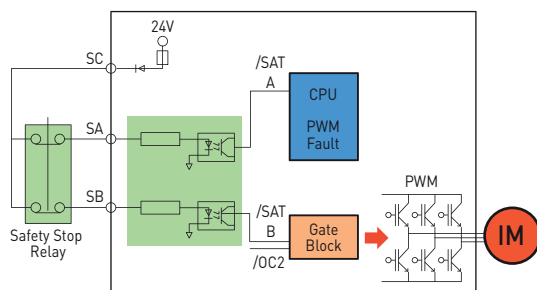 24V
SC
/SAT
A
CPU
PWM
Fault
SA
SB
/SAT
B
/OC2
Gate
Block
PWM
IM
Safety Stop
Relay